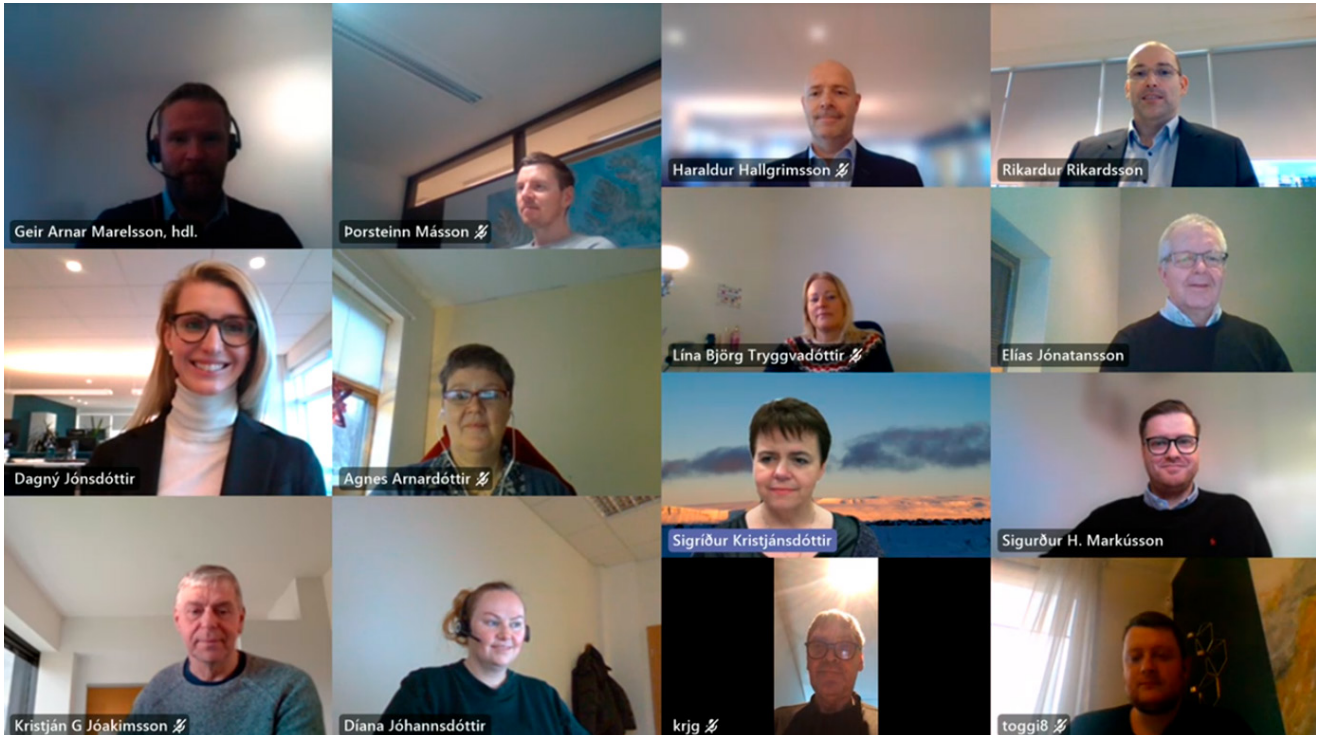 Geir Arnar Marelsson, hdl.
Þorsteinn Másson
Haraldur Hallgrimsson
Rikardur Rikardsson
Lína Björg Tryggvadóttir
Elías Jónatansson
Dagný Jónsdóttir
Agnes Arnardóttir
Sigríður Kristjánsdóttir
Sigurður H. Markússon
Kristján G Jóakimsson
Díana Jóhannsdóttir
krjg
toggi8